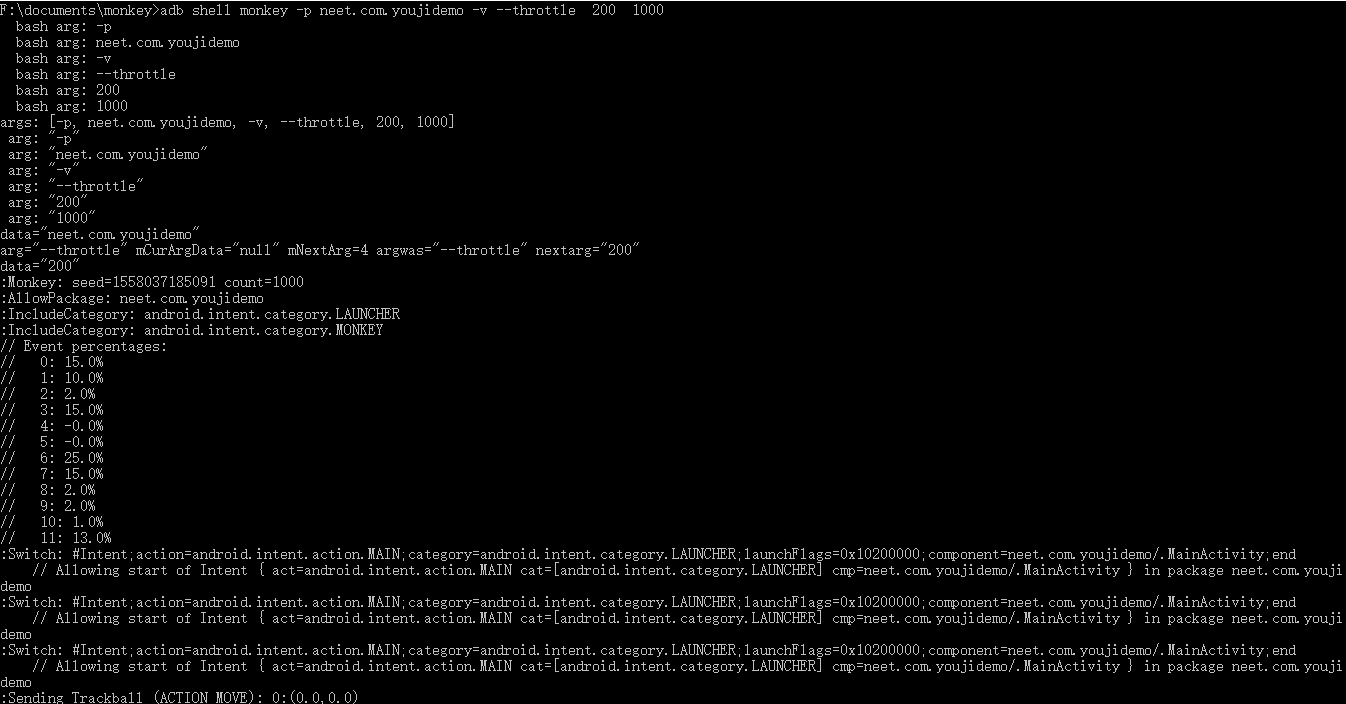 F:\documents\monkey>adb shell monkey -p neet.com.youjidemo -v --throttle  200  1000
  bash arg: -p
  bash arg: neet.com.youjidemo
  bash arg: -v
  bash arg: --throttle
  bash arg: 200
  bash arg: 1000
args: [-p, neet.com.youjidemo, -v, --throttle, 200, 1000]
 arg: "-p"
 arg: "neet.com.youjidemo"
 arg: "-v"
 arg: "--throttle"
 arg: "200"
 arg: "1000"
data="neet.com.youjidemo"
arg="--throttle" mCurArgData="null" mNextArg=4 argwas="--throttle" nextarg="200"
data="200"
:Monkey: seed=1558037185091 count=1000
:AllowPackage: neet.com.youjidemo
:IncludeCategory: android.intent.category.LAUNCHER
:IncludeCategory: android.intent.category.MONKEY
// Event percentages:
//   0: 15.0%
//   1: 10.0%
//   2: 2.0%
//   3: 15.0%
//   4: -0.0%
//   5: -0.0%
//   6: 25.0%
//   7: 15.0%
//   8: 2.0%
//   9: 2.0%
//   10: 1.0%
//   11: 13.0%
:Switch: #Intent;action=android.intent.action.MAIN;category=android.intent.category.LAUNCHER;launchFlags=0x10200000;component=neet.com.youjidemo/.MainActivity;end
    // Allowing start of Intent { act=android.intent.action.MAIN cat=[android.intent.category.LAUNCHER] cmp=neet.com.youjidemo/.MainActivity } in package neet.com.youji
demo
:Switch: #Intent;action=android.intent.action.MAIN;category=android.intent.category.LAUNCHER;launchFlags=0x10200000;component=neet.com.youjidemo/.MainActivity;end
    // Allowing start of Intent { act=android.intent.action.MAIN cat=[android.intent.category.LAUNCHER] cmp=neet.com.youjidemo/.MainActivity } in package neet.com.youji
demo
:Switch: #Intent;action=android.intent.action.MAIN;category=android.intent.category.LAUNCHER;launchFlags=0x10200000;component=neet.com.youjidemo/.MainActivity;end
    // Allowing start of Intent { act=android.intent.action.MAIN cat=[android.intent.category.LAUNCHER] cmp=neet.com.youjidemo/.MainActivity } in package neet.com.youji
demo
:Sending Trackball (ACTION_MOVE): 0:(0.0,0.0)